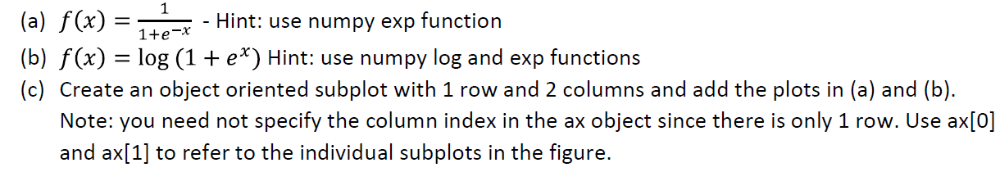 (a) f(x) = 1/(1+e^-x) - Hint: use numpy exp function
(b) f(x) = log (1 + e^x) Hint: use numpy log and exp functions
(c) Create an object oriented subplot with 1 row and 2 columns and add the plots in (a) and (b).
Note: you need not specify the column index in the ax object since there is only 1 row. Use ax[0]
and ax[1] to refer to the individual subplots in the figure.